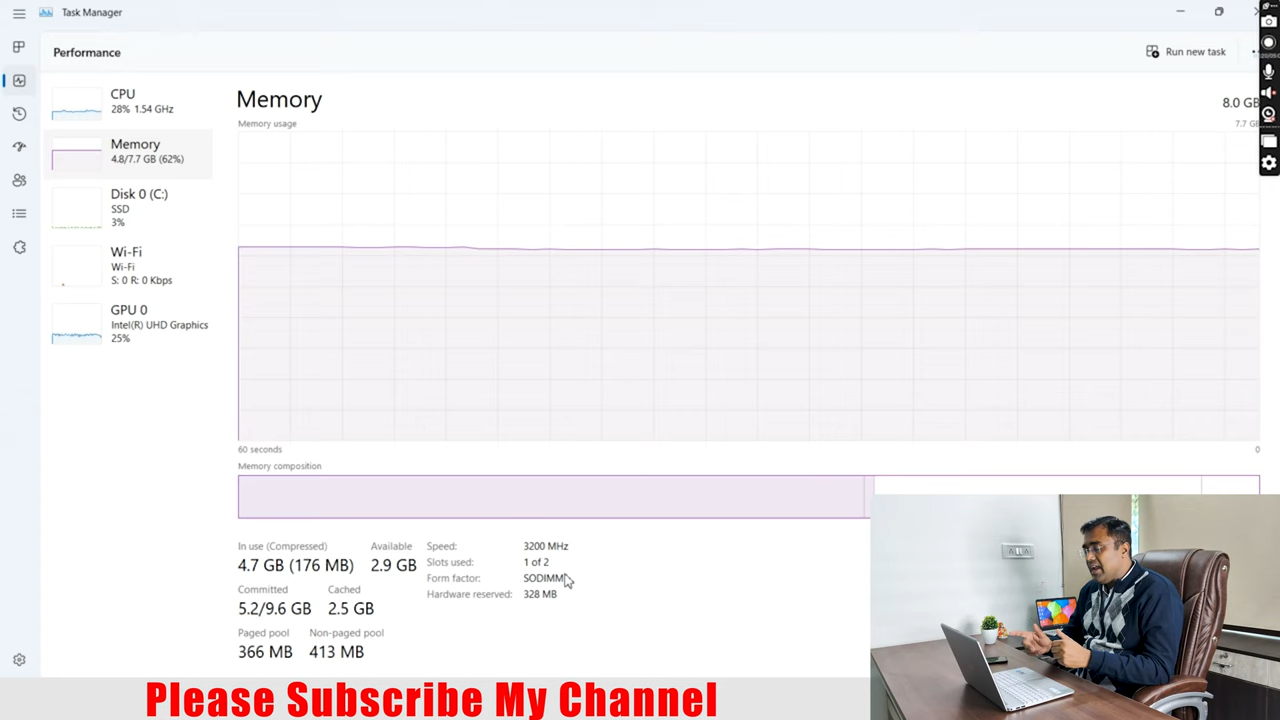 Task Manager
Performance
Run new task
CPU
28% 1.54 GHz
Memory
4.8/7.7 GB (62%)
Disk 0 (C:)
SSD
3%
Wi-Fi
Wi-Fi
S: 0 R: 0 Kbps
GPU 0
Intel(R) UHD Graphics
25%
Memory
8.0 GB
Memory usage
7.7 GB
60 seconds
0
Memory composition
In use (Compressed)
4.7 GB (176 MB)
Available
2.9 GB
Committed
5.2/9.6 GB
Cached
2.5 GB
Paged pool
366 MB
Non-paged pool
413 MB
Speed: 3200 MHz
Slots used: 1 of 2
Form factor: SODIMM
Hardware reserved: 328 MB
Please Subscribe My Channel